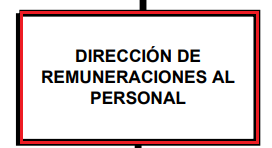 DIRECCIÓN DE
REMUNERACIONES AL
PERSONAL